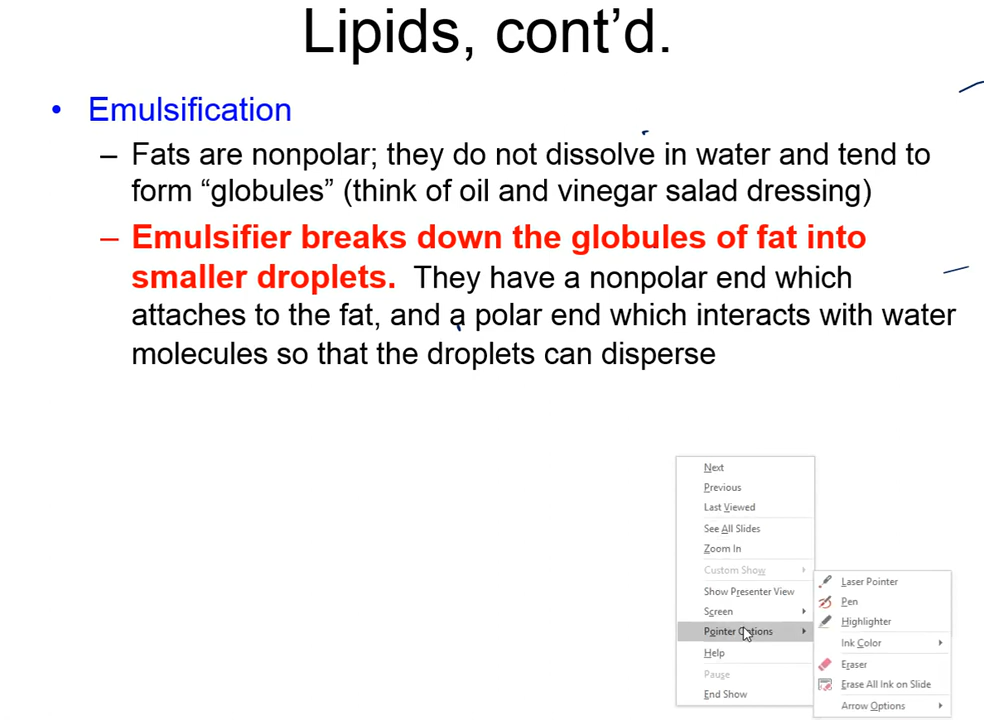 Lipids, cont’d.
• Emulsification
– Fats are nonpolar; they do not dissolve in water and tend to
form “globules” (think of oil and vinegar salad dressing)
– Emulsifier breaks down the globules of fat into
smaller droplets. They have a nonpolar end which
attaches to the fat, and a polar end which interacts with water
molecules so that the droplets can disperse
Next
Previous
Last Viewed
See All Slides
Zoom In
Custom Show
Show Presenter View
Screen
Pointer Options
Help
Pause
End Show
Laser Pointer
Pen
Highlighter
Ink Color
Eraser
Erase All Ink on Slide
Arrow Options